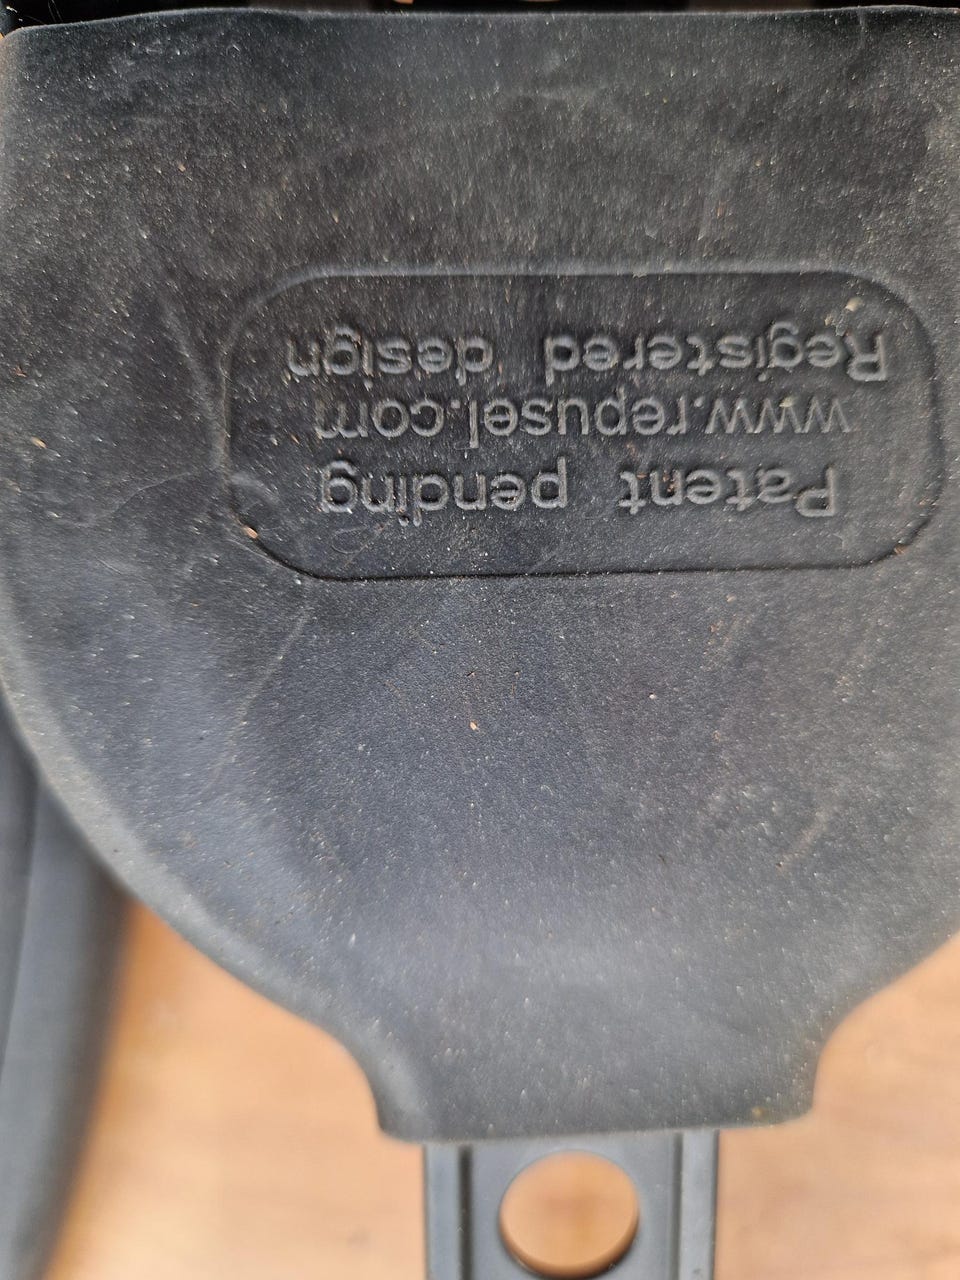 Patent pending
www.repusel.com
Registered design